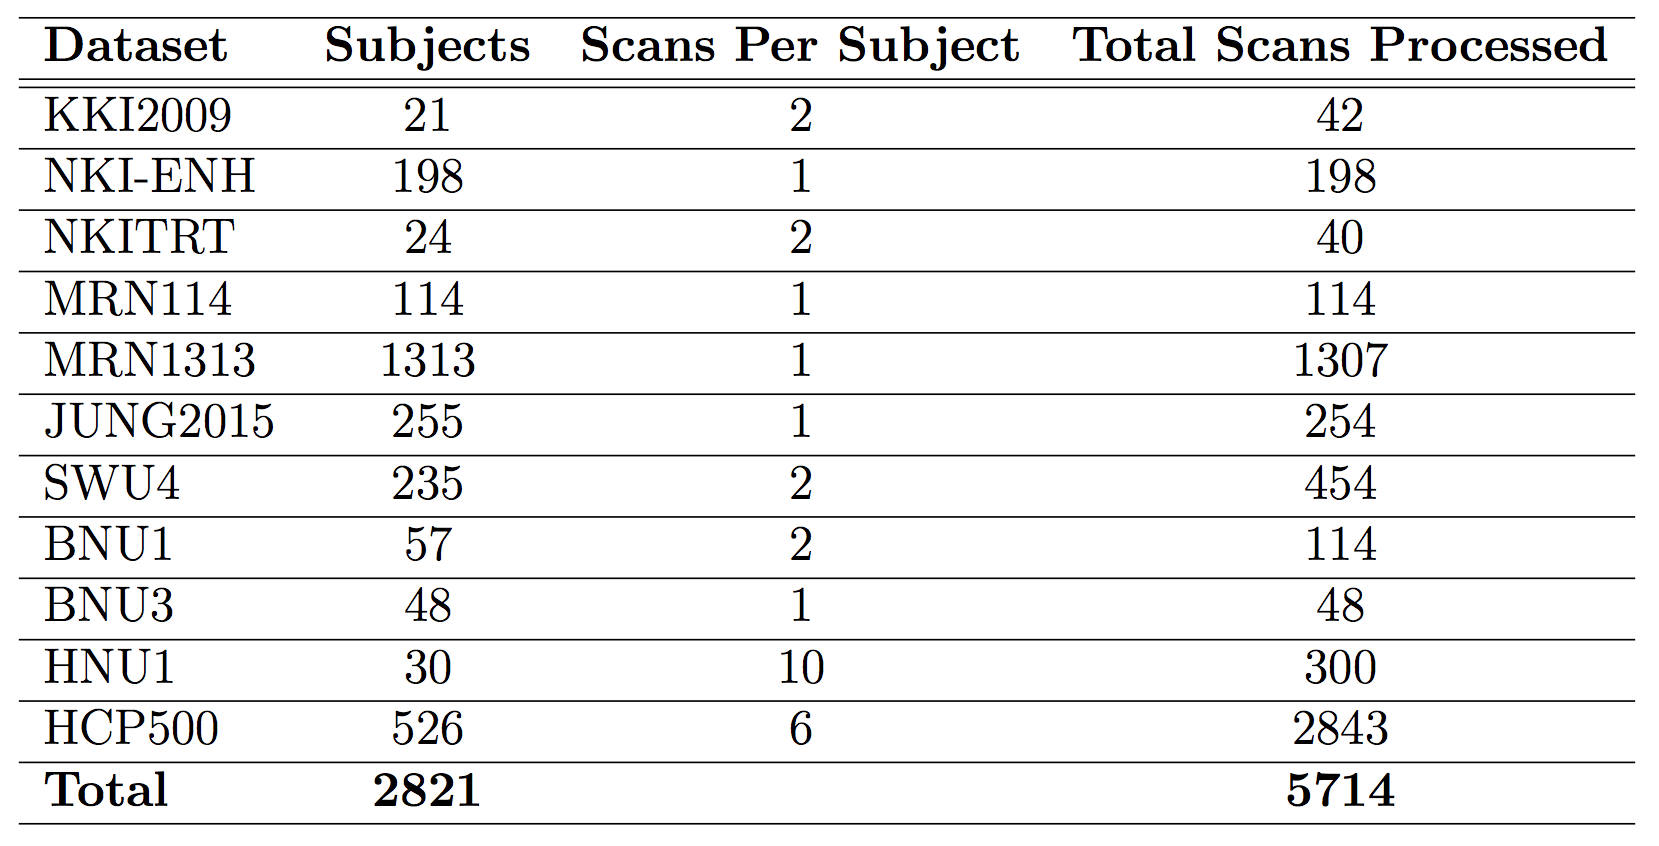 Dataset Subjects Scans Per Subject Total Scans Processed
KKI2009 21 2 42
NKI-ENH 198 1 198
NKITRT 24 2 40
MRN114 114 1 114
MRN1313 1313 1 1307
JUNG2015 255 1 254
SWU4 235 2 454
BNU1 57 2 114
BNU3 48 1 48
HNU1 30 10 300
HCP500 526 6 2843
Total 2821 5714